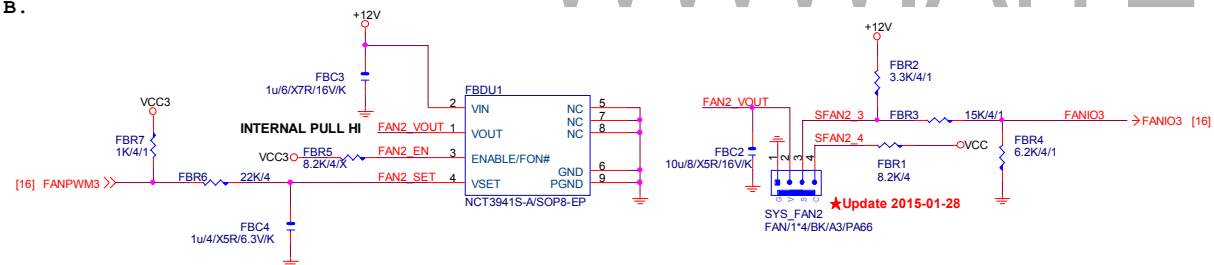 B.
+12V
FBC3
1u/6/X7R/16V/K
VCC3
FBR7
1K/4/1
INTERNAL PULL HI
FAN2_VOUT
VCC3
FBR5
8.2K/4/X
FAN2_EN
[16] FANPWM3
FBR6
22K/4
FAN2_SET
FBC4
1u/4/X5R/6.3V/K
FBDU1
2 VIN
1 VOUT
3 ENABLE/FON#
4 VSET
NC 5
NC 7
NC 8
GND 6
PGND 9
NCT3941S-A/SOP8-EP
+12V
FBR2
3.3K/4/1
FAN2_VOUT
SFAN2_3
FBR3
15K/4/1
FANIO3
FANIO3 [16]
SFAN2_4
VCC
FBR1
8.2K/4
FBR4
6.2K/4/1
FBC2
10u/8/X5R/16V/K
1 2 3 4
G V S C
SYS_FAN2
FAN/1*4/BK/A3/PA66
★Update 2015-01-28